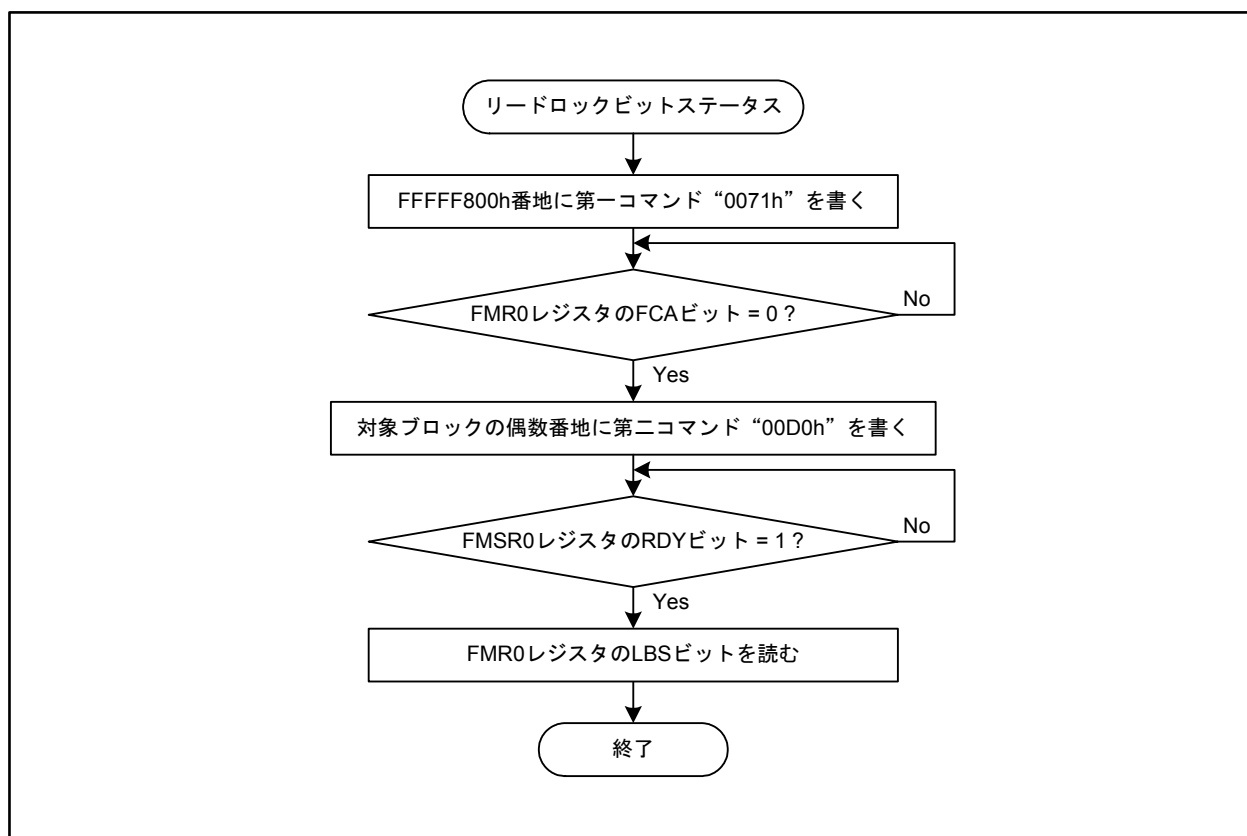 リードロックビットステータス
FFFFF800h番地に第一コマンド“0071h”を書く
FMR0レジスタのFCAビット = 0 ?
No
Yes
対象ブロックの偶数番地に第二コマンド“00D0h”を書く
FMSR0レジスタのRDYビット = 1 ?
No
Yes
FMR0レジスタのLBSビットを読む
終了